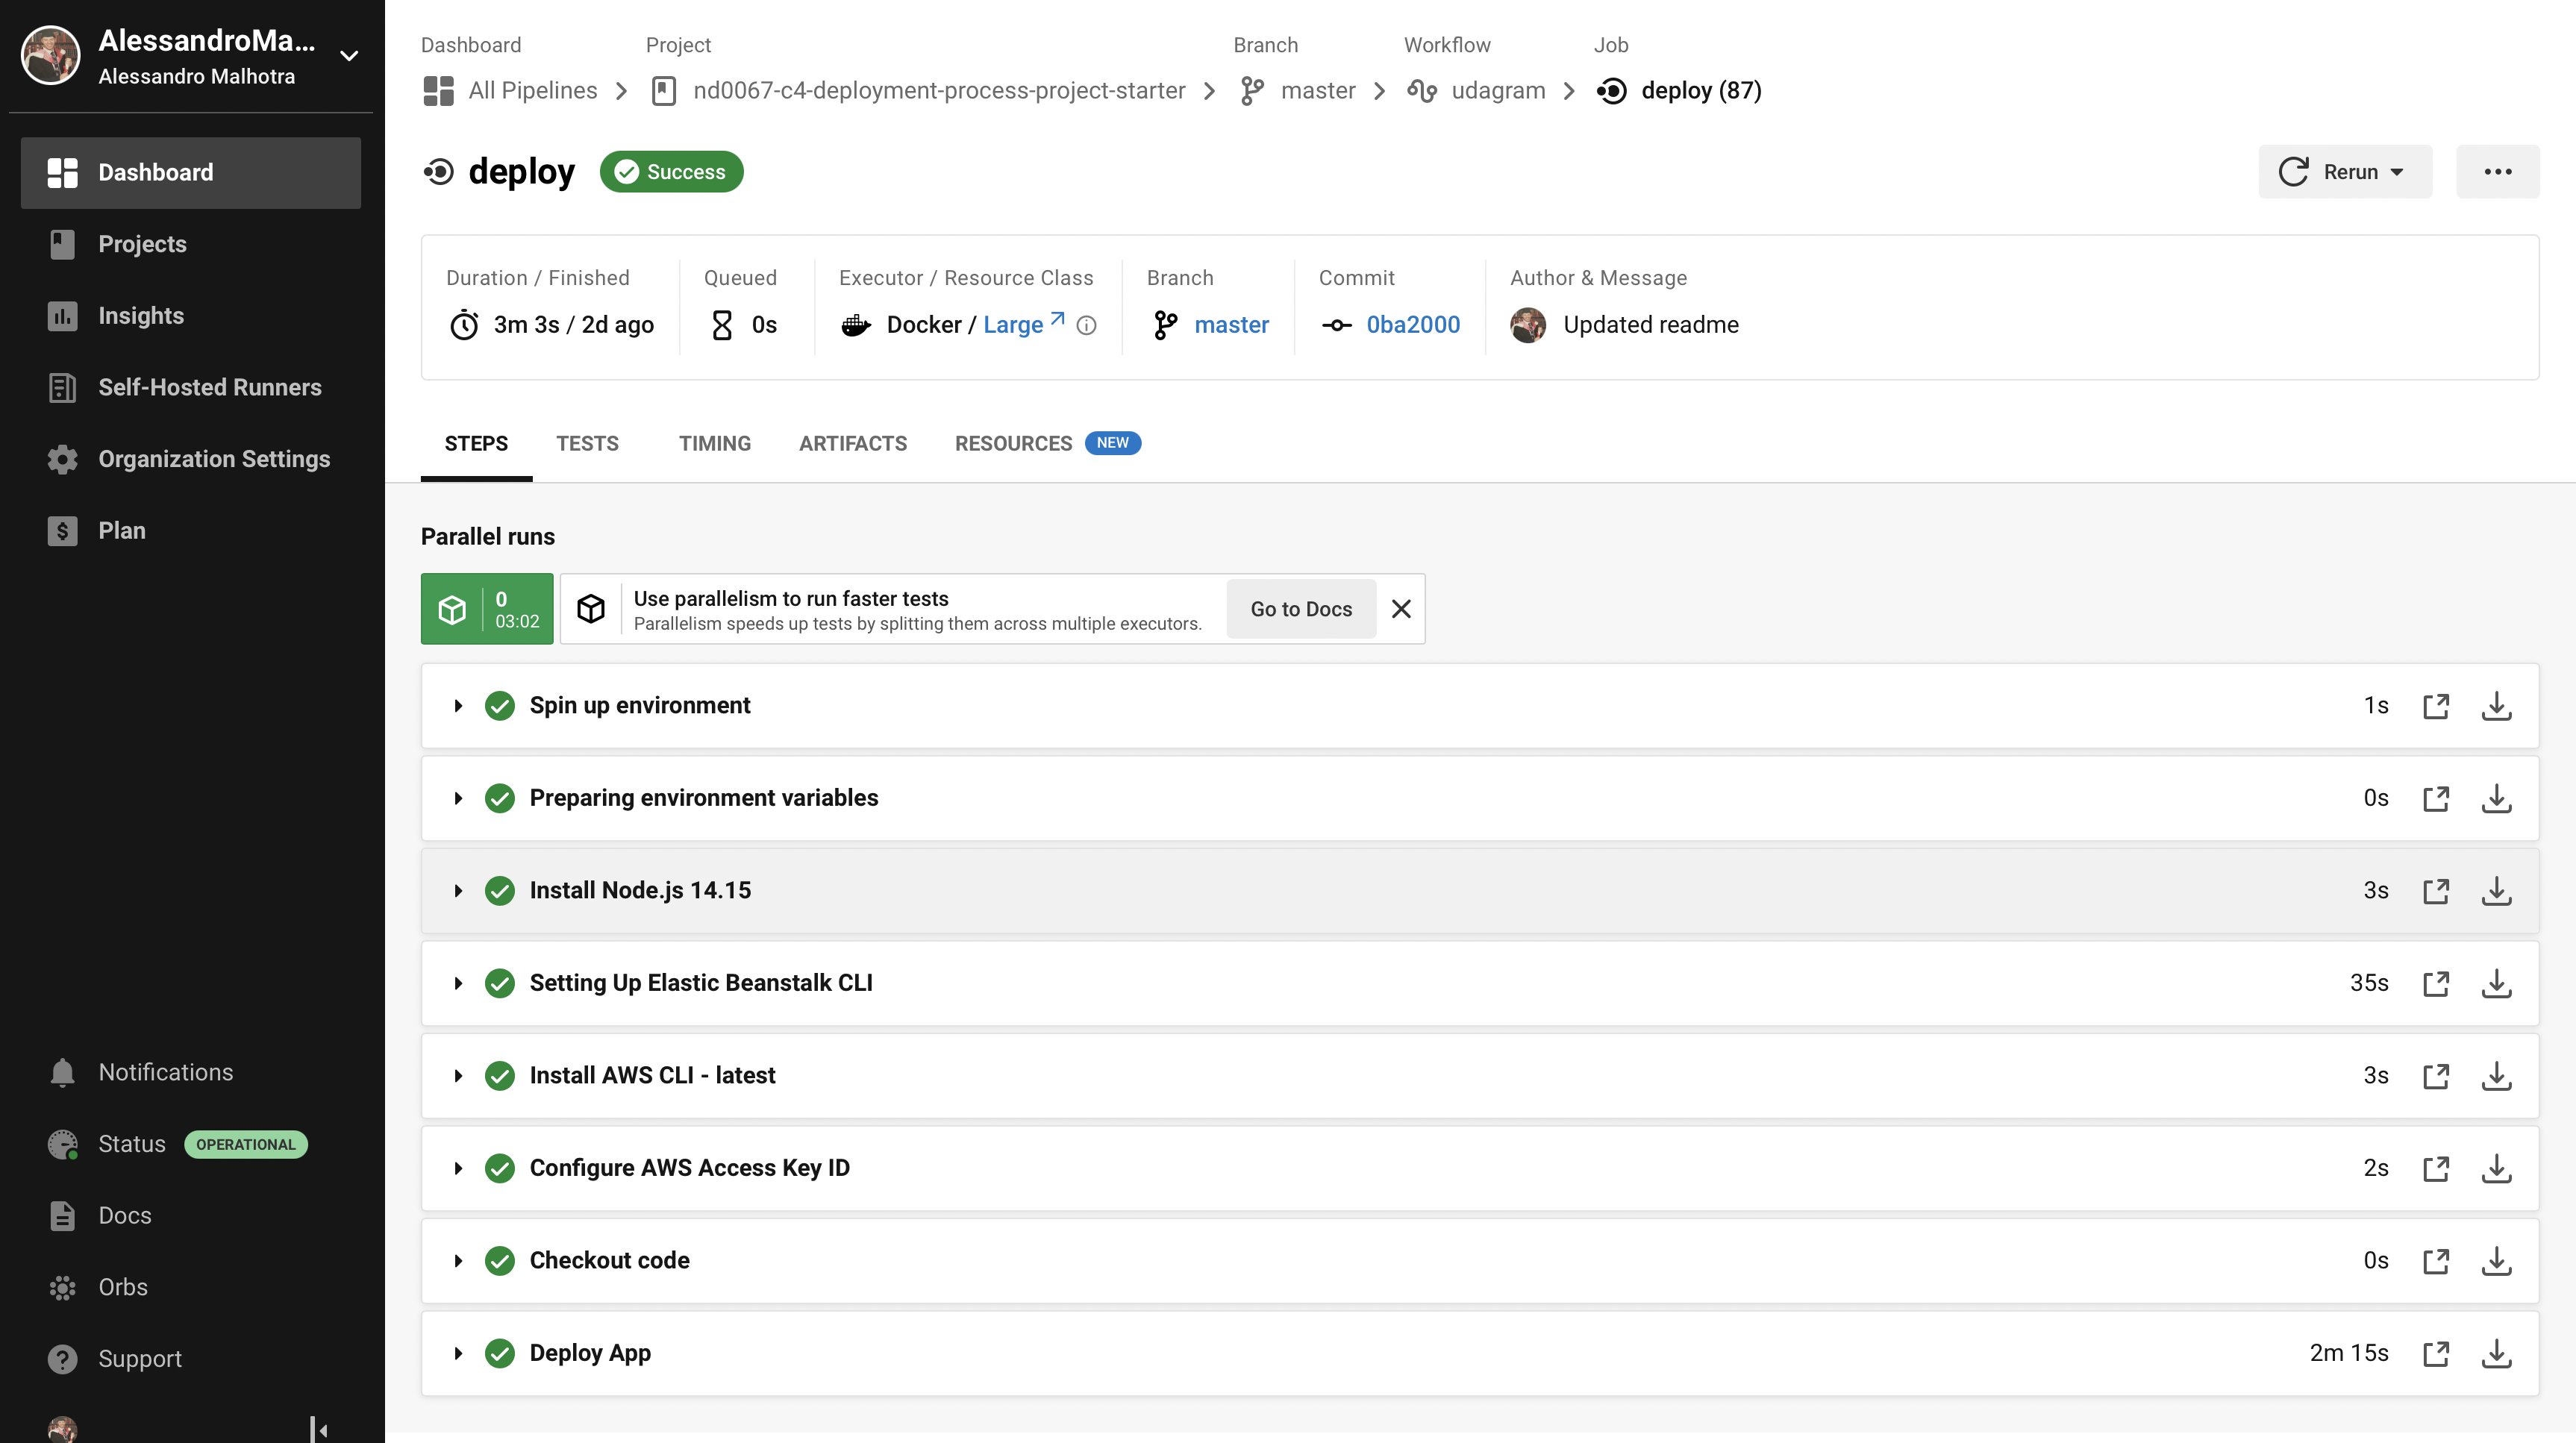 AlessandroMa...
Alessandro Malhotra
Dashboard
Projects
Insights
Self-Hosted Runners
Organization Settings
$ Plan
Notifications
Status OPERATIONAL
Docs
Orbs
? Support
Dashboard Project Branch Workflow Job
All Pipelines nd0067-c4-deployment-process-project-starter master udagram deploy (87)
deploy Success Rerun
Duration / Finished Queued Executor / Resource Class Branch Commit Author & Message
3m 3s / 2d ago 0s Docker / Large master 0ba2000 Updated readme
STEPS TESTS TIMING ARTIFACTS RESOURCES NEW
Parallel runs
0
03:02
Use parallelism to run faster tests
Parallelism speeds up tests by splitting them across multiple executors.
Go to Docs
Spin up environment 1s
Preparing environment variables 0s
Install Node.js 14.15 3s
Setting Up Elastic Beanstalk CLI 35s
Install AWS CLI - latest 3s
Configure AWS Access Key ID 2s
Checkout code 0s
Deploy App 2m 15s